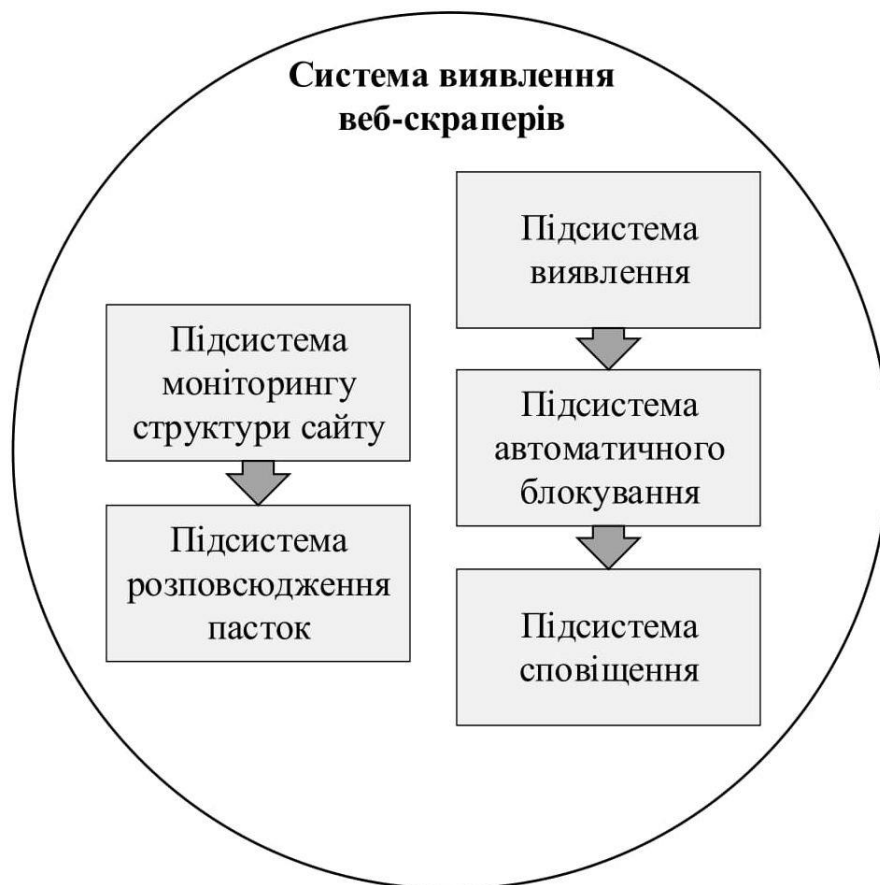 Система виявлення
веб-скраперів
Підсистема
моніторингу
структури сайту
Підсистема
розповсюдження
пасток
Підсистема
виявлення
Підсистема
автоматичного
блокування
Підсистема
сповіщення